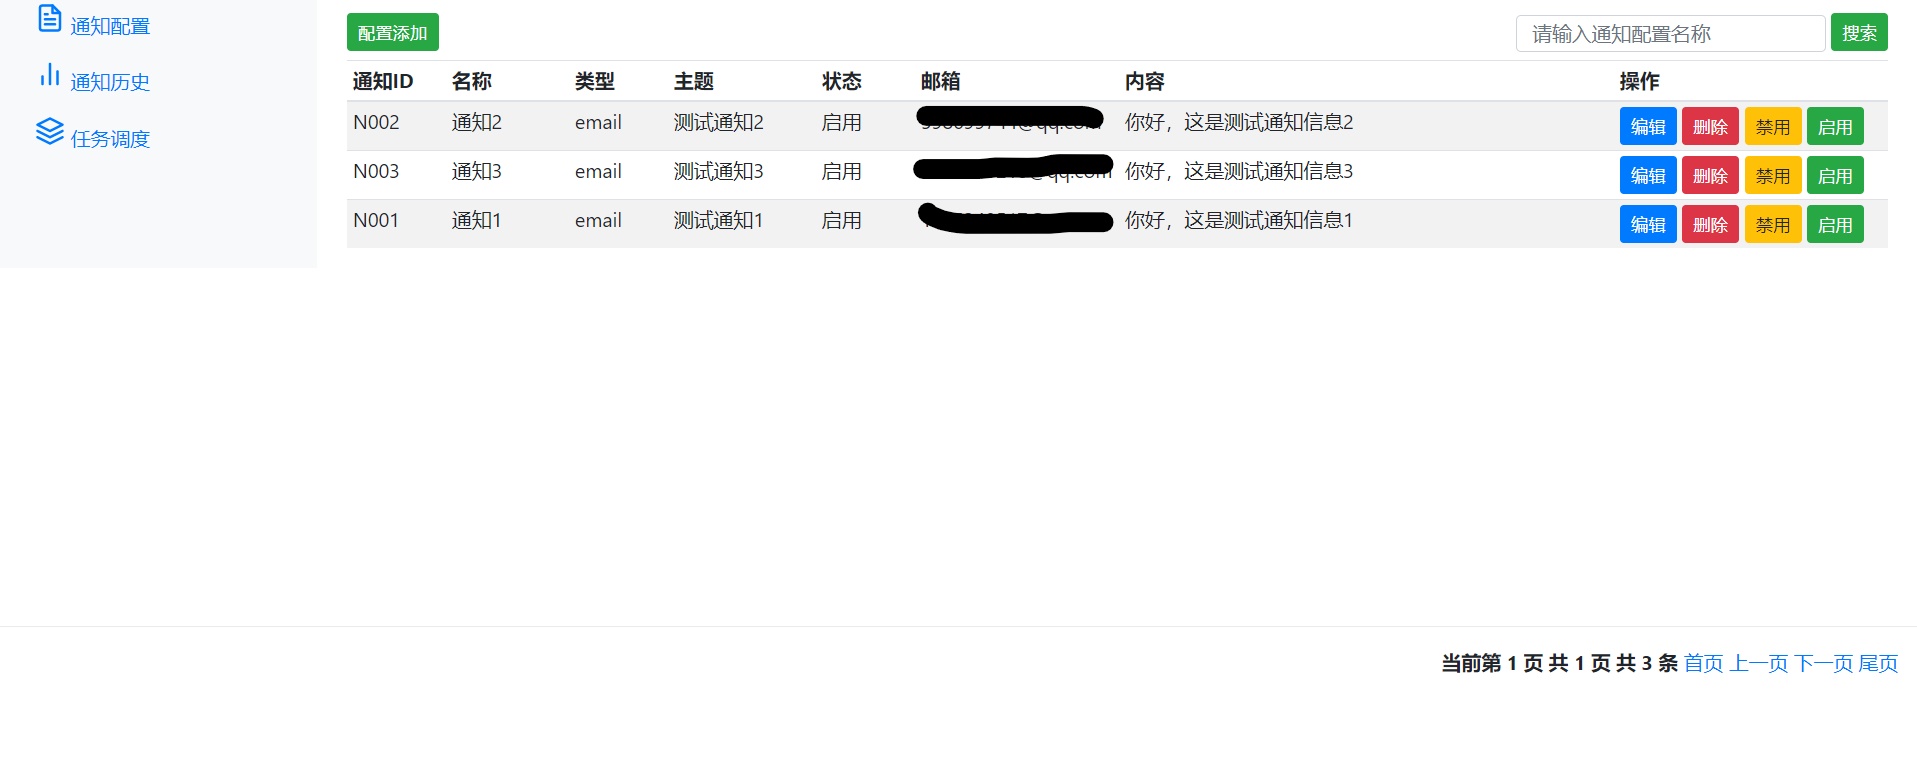 通知配置
通知历史
任务调度
配置添加
请输入通知配置名称 搜索
通知ID 名称 类型 主题 状态 邮箱 内容 操作
N002 通知2 email 测试通知2 启用 你好，这是测试通知信息2 编辑 删除 禁用 启用
N003 通知3 email 测试通知3 启用 你好，这是测试通知信息3 编辑 删除 禁用 启用
N001 通知1 email 测试通知1 启用 你好，这是测试通知信息1 编辑 删除 禁用 启用
当前第 1 页 共 1 页 共 3 条 首页 上一页 下一页 尾页